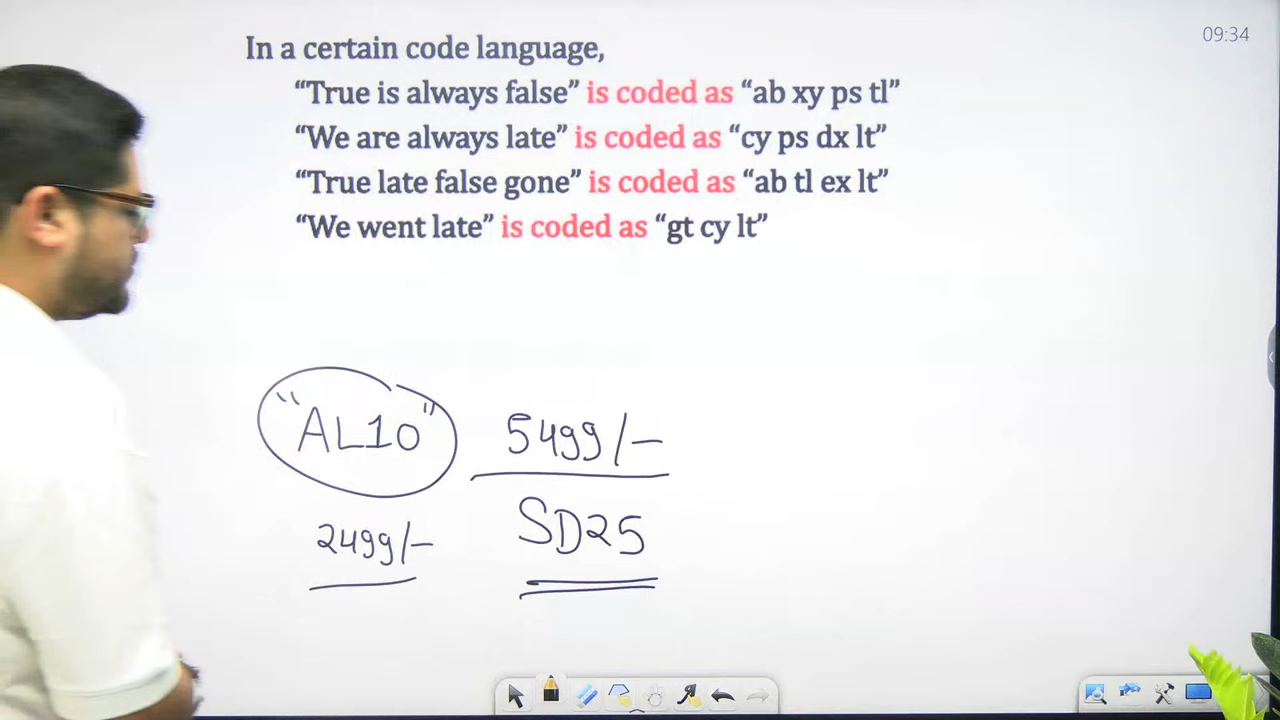 09:34
In a certain code language,
“True is always false” is coded as “ab xy ps tl”
“We are always late” is coded as “cy ps dx lt”
“True late false gone” is coded as “ab tl ex lt”
“We went late” is coded as “gt cy lt”
“AL10” 5499/-
2499/- SD25